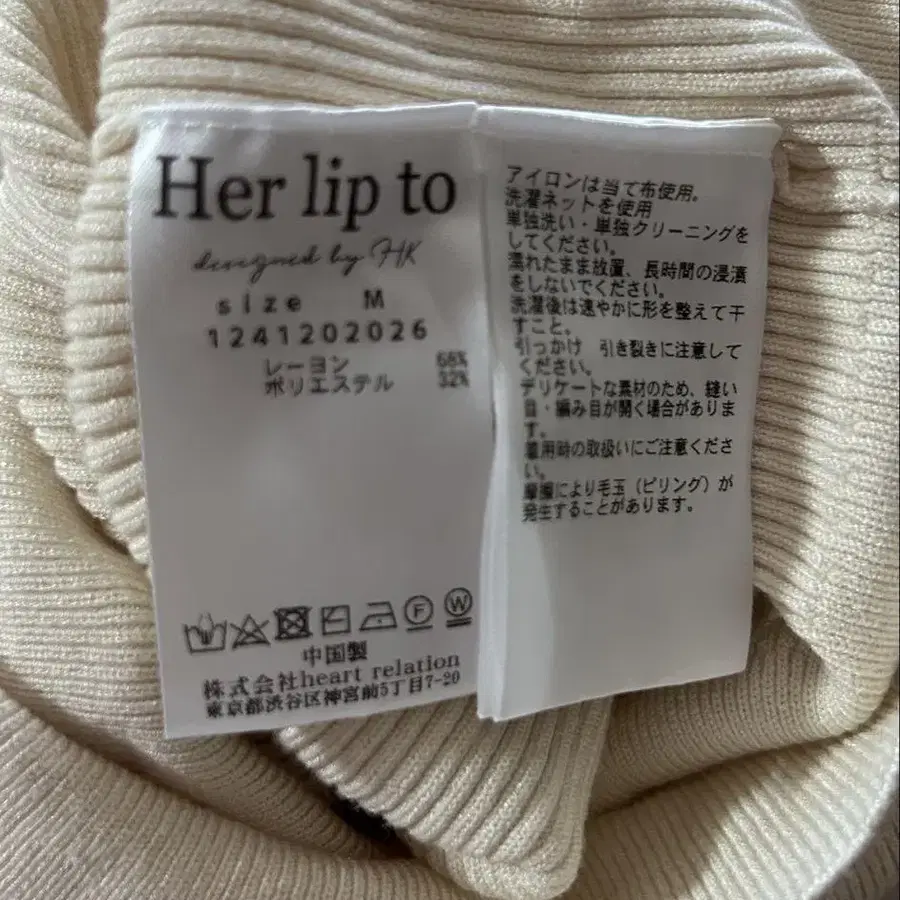 Her lip to
designed by HK
size M
1241202026
レーヨン 68%
ポリエステル 32%
F W
中国製
株式会社heart relation
東京都渋谷区神宮前5丁目7-20
アイロンは当て布使用。
洗濯ネットを使用
単独洗い・単独クリーニングを
してください。
濡れたまま放置、長時間の浸漬
をしないでください。
洗濯後は速やかに形を整えて干
すこと。
引っかけ 引き裂きに注意して
ください。
デリケートな素材のため、縫い
目・編み目が開く場合がありま
す。
着用時の取扱いにご注意くださ
い。
摩擦により毛玉（ピリング）が
発生することがあります。